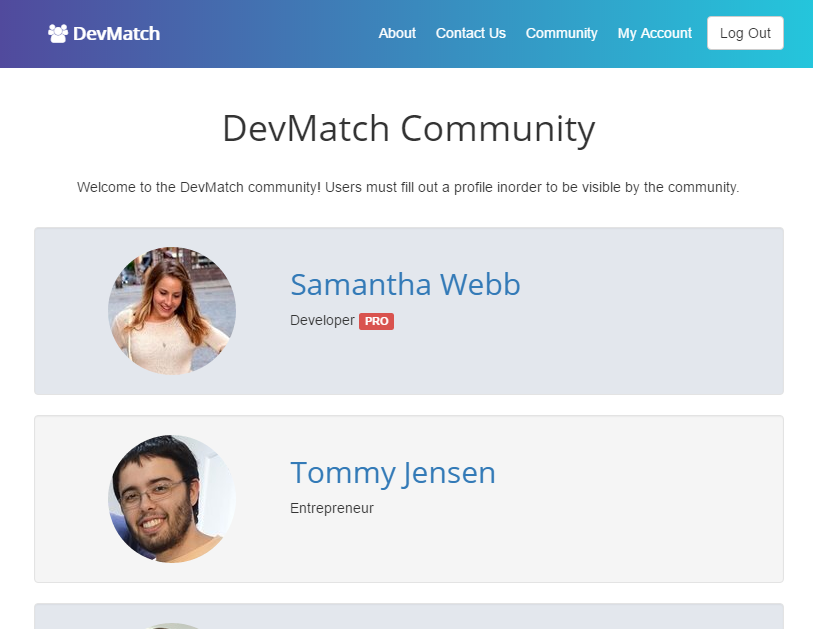 DevMatch
About Contact Us Community My Account Log Out
DevMatch Community
Welcome to the DevMatch community! Users must fill out a profile inorder to be visible by the community.
Samantha Webb
Developer PRO
Tommy Jensen
Entrepreneur